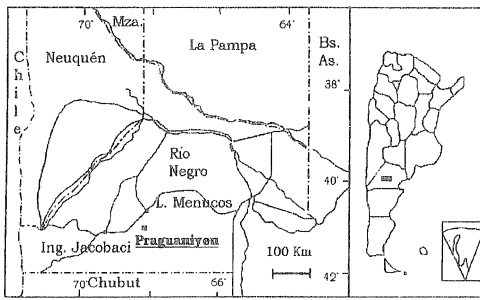 70°
64°
Mza.
La Pampa
Bs.
As.
Neuquén
Chile
38°
Río
Negro
40°
L. Menucos
Ing. Jacobaci
Praguaniyeu
100 Km
Chubut
70°
66°
42°